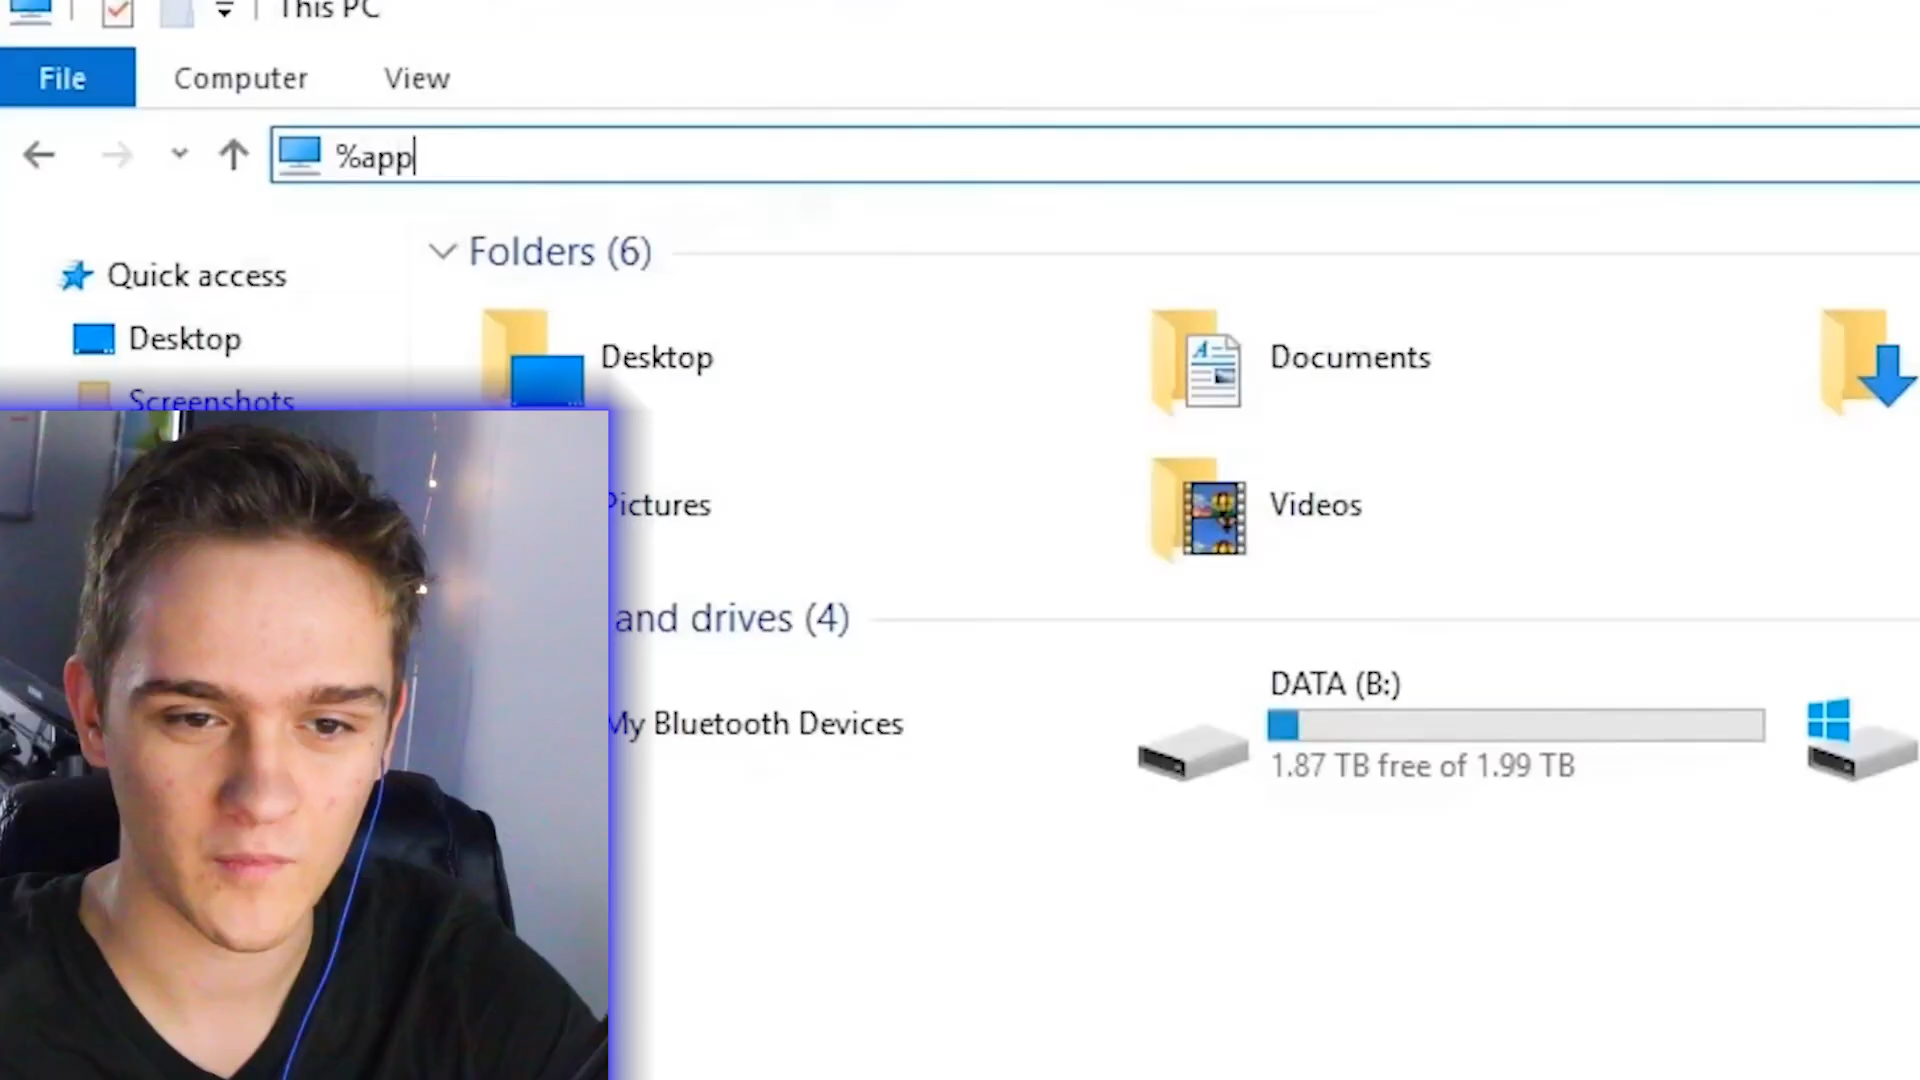 This PC
File Computer View
%app
Quick access
Desktop
Screenshots
Folders (6)
Desktop
Documents
Pictures
Videos
and drives (4)
My Bluetooth Devices
DATA (B:)
1.87 TB free of 1.99 TB